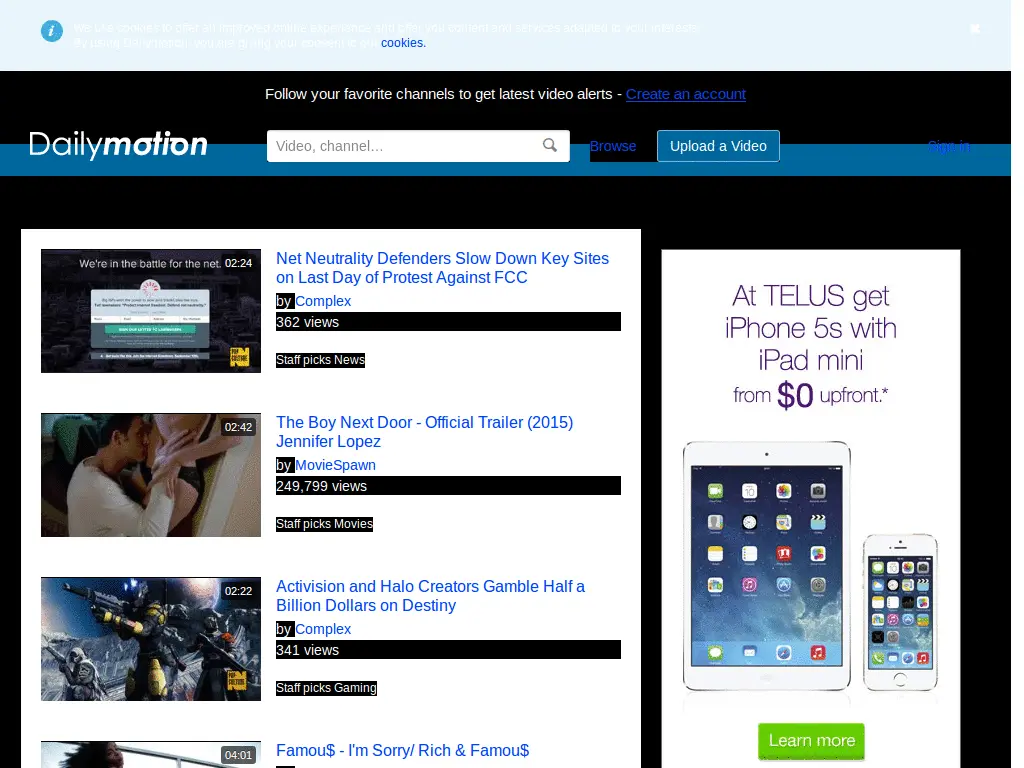 We use cookies to offer an improved online experience and offer you content and services adapted to your interests.
By using Dailymotion you are giving your consent to our cookies.
Follow your favorite channels to get latest video alerts - Create an account
Dailymotion
Video, channel...
Browse
Upload a Video
Sign in
We're in the battle for the net.
02:24
POP CULTURE
Net Neutrality Defenders Slow Down Key Sites
on Last Day of Protest Against FCC
by Complex
362 views
Staff picks News
02:42
The Boy Next Door - Official Trailer (2015)
Jennifer Lopez
by MovieSpawn
249,799 views
Staff picks Movies
02:22
POP CULTURE
Activision and Halo Creators Gamble Half a
Billion Dollars on Destiny
by Complex
341 views
Staff picks Gaming
04:01
Famou$ - I'm Sorry/ Rich & Famou$
At TELUS get
iPhone 5s with
iPad mini
from $0 upfront.*
Learn more